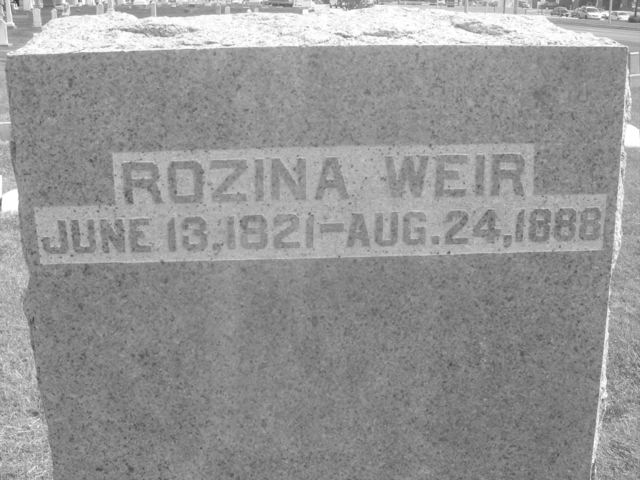 ROZINA WEIR
JUNE 13, 1821-AUG. 24, 1888